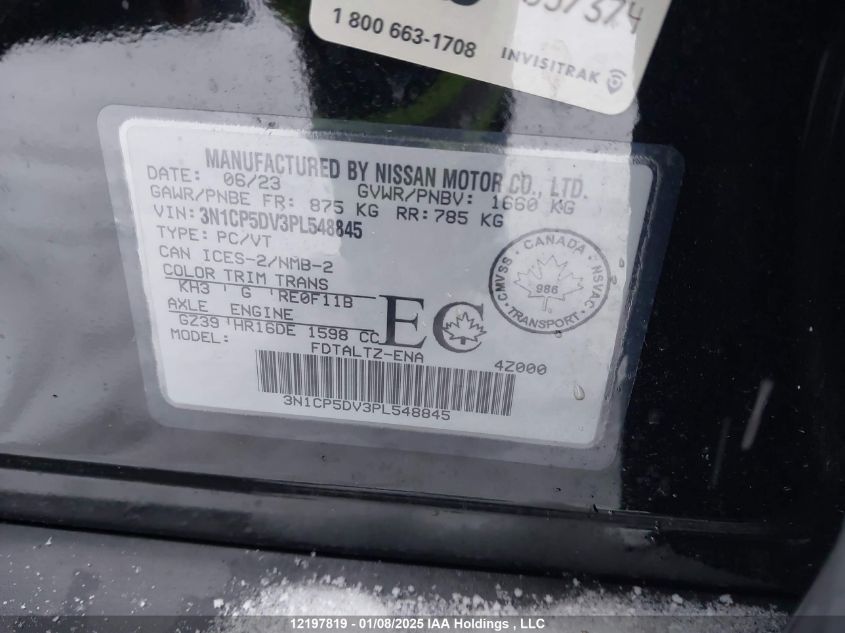 1 800 663-1708
INVISITRAK
MANUFACTURED BY NISSAN MOTOR CO., LTD.
DATE: 06/23 GVWR/PNBV: 1660 KG
GAWR/PNBE FR: 875 KG RR: 785 KG
VIN: 3N1CP5DV3PL548845
TYPE: PC/VT
CAN ICES-2/NMB-2
COLOR TRIM TRANS
KH3 G RE0F11B
AXLE ENGINE
GZ39 HR16DE 1598 CC
MODEL: FDTALTZ-ENA
4Z000
3N1CP5DV3PL548845
EC
CANADA
CMVSS NSVAC
986
TRANSPORT
12197819 - 01/08/2025 IAA Holdings , LLC